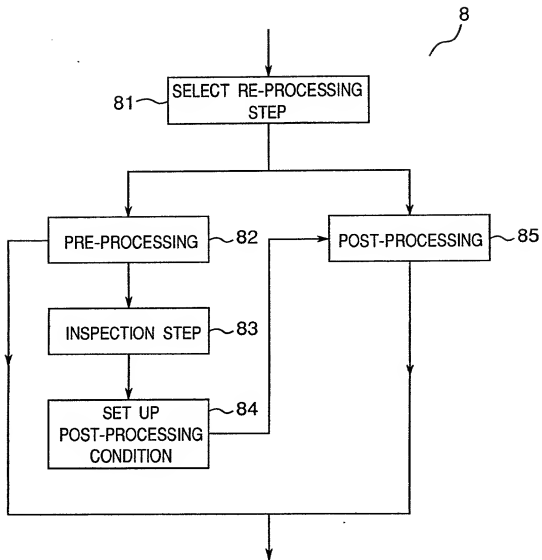 8
81
SELECT RE-PROCESSING
STEP
PRE-PROCESSING
82
POST-PROCESSING
85
INSPECTION STEP
83
SET UP
POST-PROCESSING
CONDITION
84